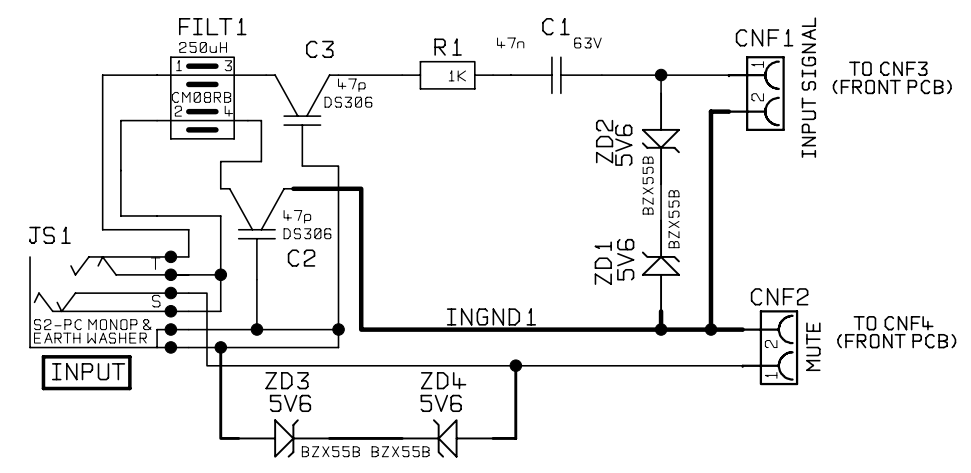 FILT1
250uH
1 3
CM08RB
2 4
C3
47p
DS306
R1
1K
47n
C1
63V
CNF1
1
2
INPUT SIGNAL
TO CNF3
(FRONT PCB)
ZD2
5V6
BZX55B
BZX55B
ZD1
5V6
47p
DS306
C2
JS1
T
S
S2-PC MONOP &
EARTH WASHER
INPUT
INGND1
CNF2
2
1
MUTE
TO CNF4
(FRONT PCB)
ZD3
5V6
ZD4
5V6
BZX55B BZX55B